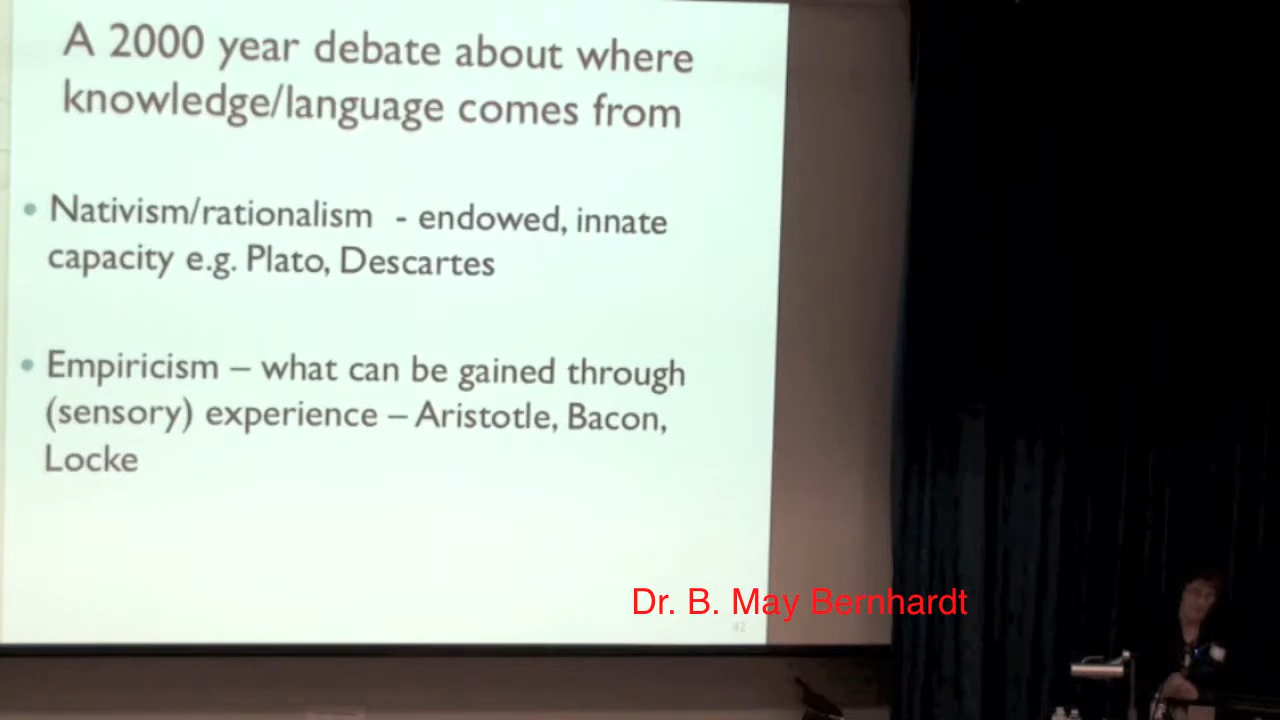 A 2000 year debate about where
knowledge/language comes from
• Nativism/rationalism - endowed, innate
capacity e.g. Plato, Descartes
• Empiricism – what can be gained through
(sensory) experience – Aristotle, Bacon,
Locke
Dr. B. May Bernhardt
42